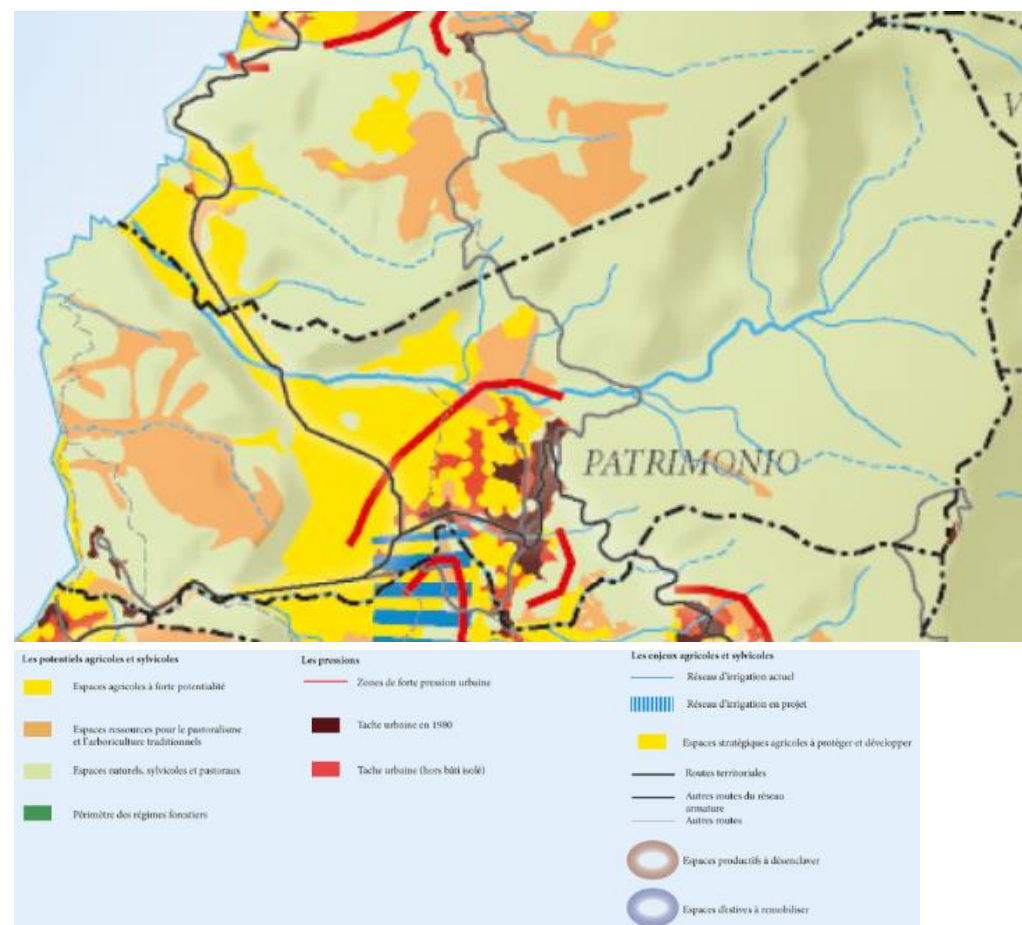 V
PATRIMONIO
Les potentiels agricoles et sylvicoles
Espaces agricoles à forte potentialité
Espaces ressources pour le pastoralisme
et l'arboriculture traditionnels
Espaces naturels, sylvicoles et pastoraux
Périmètre des régimes forestiers
Les pressions
Zones de forte pression urbaine
Tache urbaine en 1980
Tache urbaine (hors bâti isolé)
Les enjeux agricoles et sylvicoles
Réseau d'irrigation actuel
Réseau d'irrigation en projet
Espaces stratégiques agricoles à protéger et développer
Routes territoriales
Autres routes du réseau
armature
Autres routes
Espaces productifs à désenclaver
Espaces d'estives à remobiliser